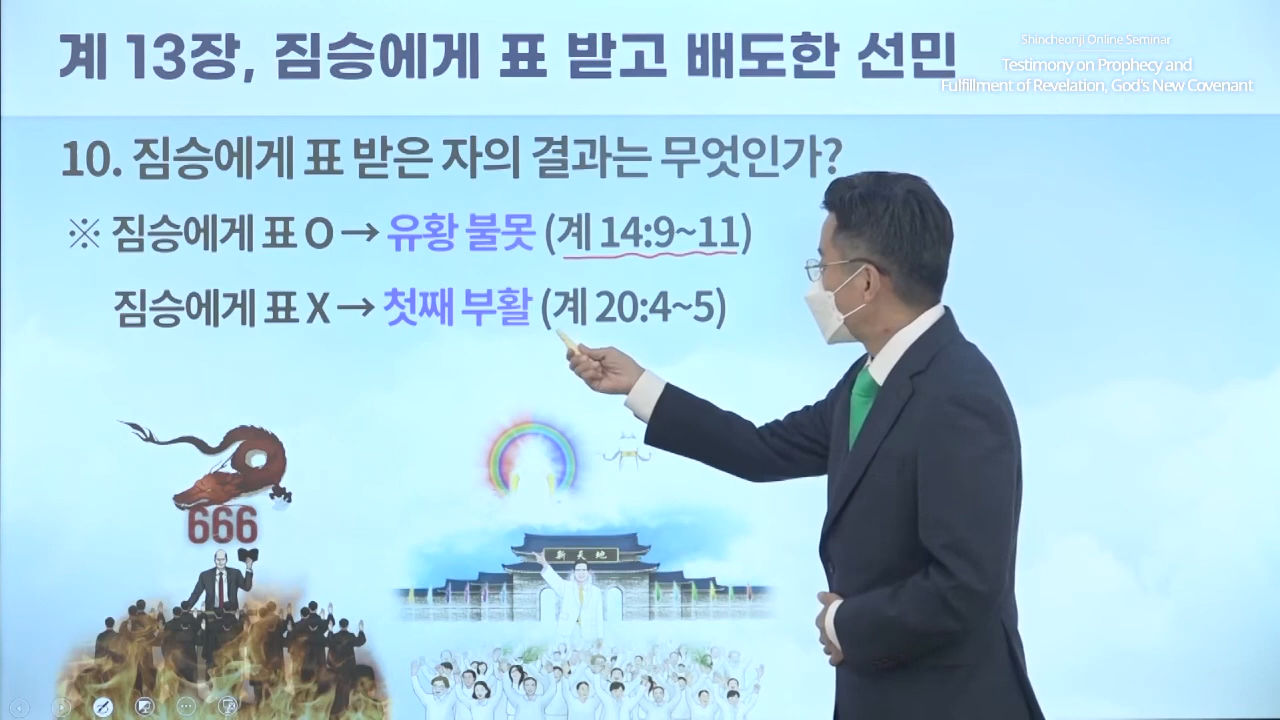 계 13장, 짐승에게 표 받고 배도한 선민
Shincheonji Online Seminar
Testimony on Prophecy and
Fulfillment of Revelation, God's New Covenant
10. 짐승에게 표 받은 자의 결과는 무엇인가?
※ 짐승에게 표 O → 유황 불못 (계 14:9~11)
짐승에게 표 X → 첫째 부활 (계 20:4~5)
666
新天地